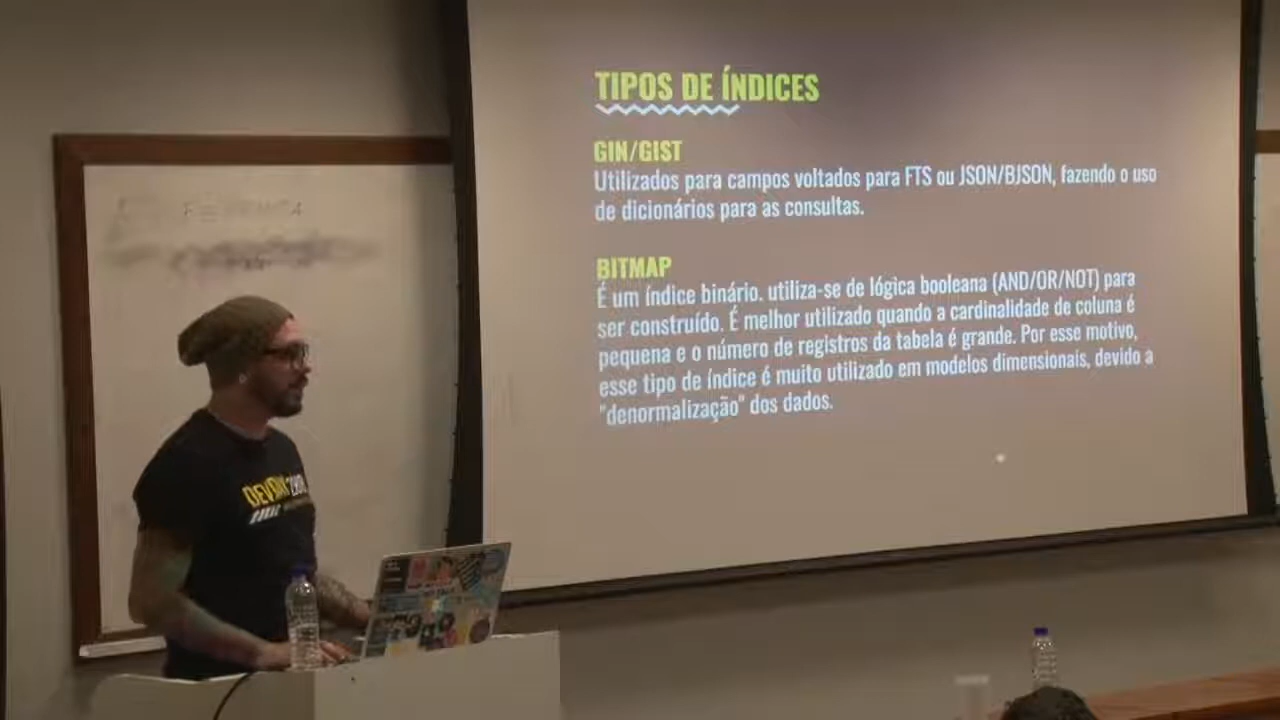 TIPOS DE ÍNDICES
GIN/GIST
Utilizados para campos voltados para FTS ou JSON/BJSON, fazendo o uso
de dicionários para as consultas.
BITMAP
É um índice binário. utiliza-se de lógica booleana (AND/OR/NOT) para
ser construído. É melhor utilizado quando a cardinalidade de coluna é
pequena e o número de registros da tabela é grande. Por esse motivo,
esse tipo de índice é muito utilizado em modelos dimensionais, devido a
"denormalização" dos dados.